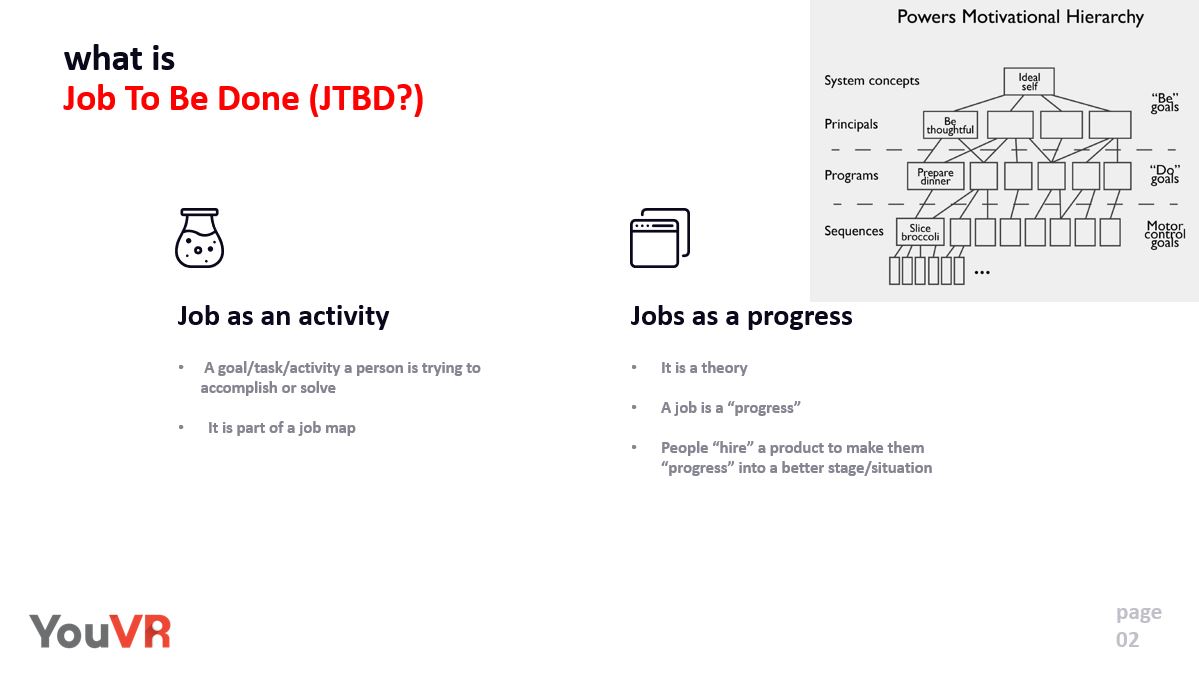 what is
Job To Be Done (JTBD?)
Powers Motivational Hierarchy
System concepts
Ideal
self
"Be"
goals
Principals
Be
thoughtful
Programs
Prepare
dinner
"Do"
goals
Sequences
Slice
broccoli
Motor
control
goals
...
Job as an activity
• A goal/task/activity a person is trying to
accomplish or solve
• It is part of a job map
Jobs as a progress
• It is a theory
• A job is a “progress”
• People “hire” a product to make them
“progress” into a better stage/situation
YouVR
page
02